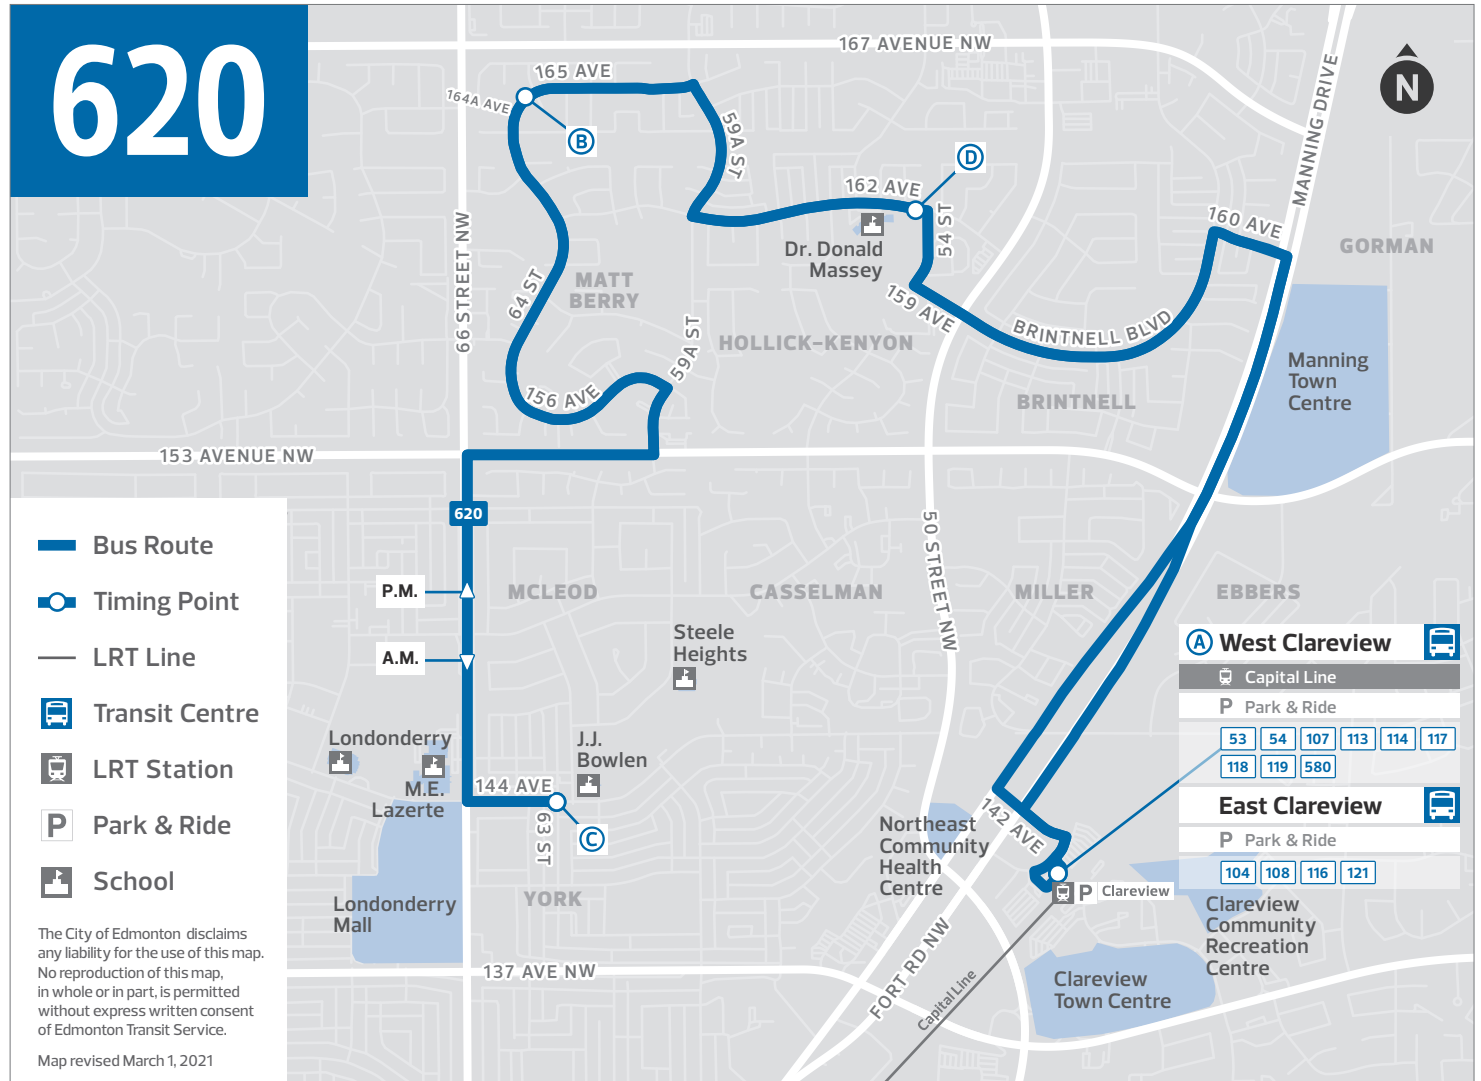 620
167 AVENUE NW
165 AVE
164A AVE
B
59A ST
162 AVE
D
54 ST
Dr. Donald
Massey
159 AVE
MANNING DRIVE
N
160 AVE
GORMAN
66 STREET NW
64 ST
MATT
BERRY
HOLLICK-KENYON
BRINTNELL BLVD
BRINTNELL
Manning
Town
Centre
59A ST
156 AVE
153 AVENUE NW
620
P.M.
A.M.
MCLEOD
CASSELMAN
50 STREET NW
MILLER
EBBERS
Steele
Heights
Londonderry
M.E.
Lazerte
J.J.
Bowlen
144 AVE
63 ST
C
YORK
Londonderry
Mall
137 AVE NW
Northeast
Community
Health
Centre
142 AVE
FORT RD NW
Capital Line
P Clareview
Clareview
Town Centre
Clareview
Community
Recreation
Centre
A West Clareview
Capital Line
P Park & Ride
53 54 107 113 114 117
118 119 580
East Clareview
P Park & Ride
104 108 116 121
Bus Route
Timing Point
LRT Line
Transit Centre
LRT Station
P Park & Ride
School
The City of Edmonton disclaims
any liability for the use of this map.
No reproduction of this map,
in whole or in part, is permitted
without express written consent
of Edmonton Transit Service.
Map revised March 1, 2021